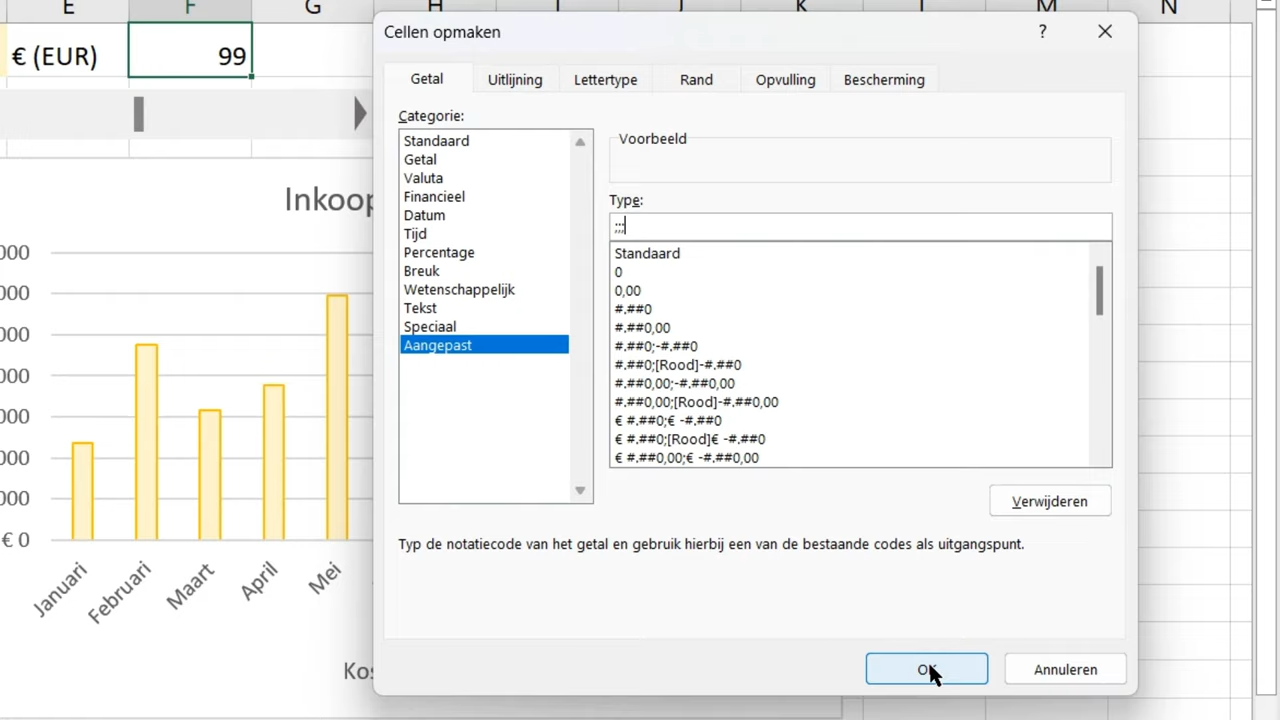 E F G H I J K L M N
€ (EUR) 99
Inkoop
000
000
000
000
000
000
000
€ 0
Januari
Februari
Maart
April
Mei
Kos
Cellen opmaken
?
Getal Uitlijning Lettertype Rand Opvulling Bescherming
Categorie:
Standaard
Getal
Valuta
Financieel
Datum
Tijd
Percentage
Breuk
Wetenschappelijk
Tekst
Speciaal
Aangepast
Voorbeeld
Type:
;;;
Standaard
0
0,00
#.##0
#.##0,00
#.##0;-#.##0
#.##0;[Rood]-#.##0
#.##0,00;-#.##0,00
#.##0,00;[Rood]-#.##0,00
€ #.##0;€ -#.##0
€ #.##0;[Rood]€ -#.##0
€ #.##0,00;€ -#.##0,00
Verwijderen
Typ de notatiecode van het getal en gebruik hierbij een van de bestaande codes als uitgangspunt.
OK Annuleren